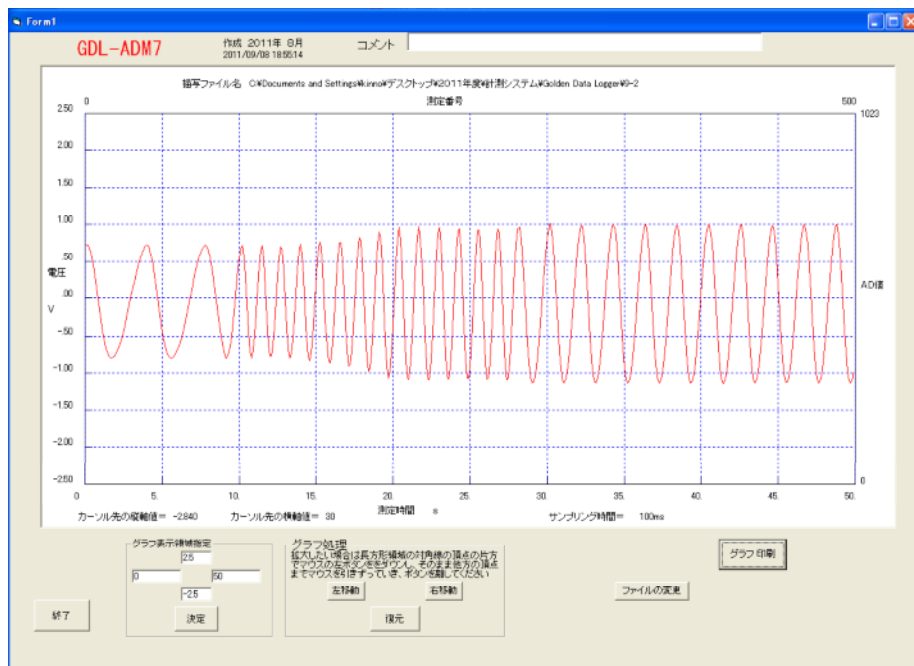 Form1
GDL-ADM7
作成 2011年 8月
2011/09/08 18:55:14
コメント
描写ファイル名 C:¥Documents and Settings¥kinno¥デスクトップ¥2011年度¥計測システム¥Golden Data Logger¥9-2
0 測定番号 500
2.50 1023
2.00
1.50
1.00
.50
電圧
.00 AD値
V
-.50
-1.00
-1.50
-2.00
-2.50 0
0 5. 10. 15. 20. 25. 30. 35. 40. 45. 50.
カーソル先の縦軸値= -2.840 カーソル先の横軸値= 30 測定時間 s サンプリング時間= 100ms
グラフ表示領域指定
2.5
0 50
-2.5
決定
グラフ処理
拡大したい場合は長方形領域の対角線の頂点の片方
でマウスの左ボタンををダウンし、そのまま他方の頂点
までマウスを引きずっていき、ボタンを離してください
左移動 右移動
復元
グラフ印刷
ファイルの変更
終了